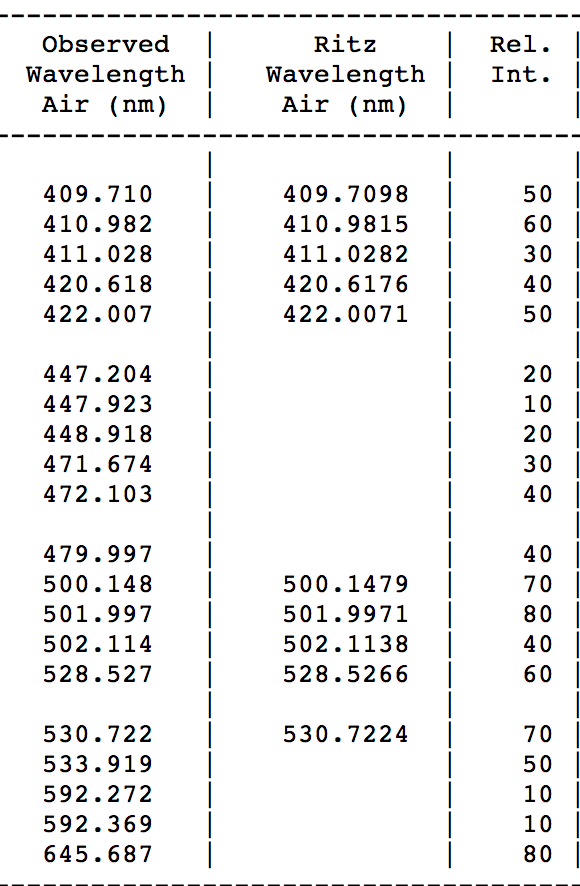 Observed | Ritz | Rel. |
Wavelength | Wavelength | Int. |
Air (nm) | Air (nm) | |
409.710 | 409.7098 | 50 |
410.982 | 410.9815 | 60 |
411.028 | 411.0282 | 30 |
420.618 | 420.6176 | 40 |
422.007 | 422.0071 | 50 |
447.204 | | 20 |
447.923 | | 10 |
448.918 | | 20 |
471.674 | | 30 |
472.103 | | 40 |
479.997 | | 40 |
500.148 | 500.1479 | 70 |
501.997 | 501.9971 | 80 |
502.114 | 502.1138 | 40 |
528.527 | 528.5266 | 60 |
530.722 | 530.7224 | 70 |
533.919 | | 50 |
592.272 | | 10 |
592.369 | | 10 |
645.687 | | 80 |